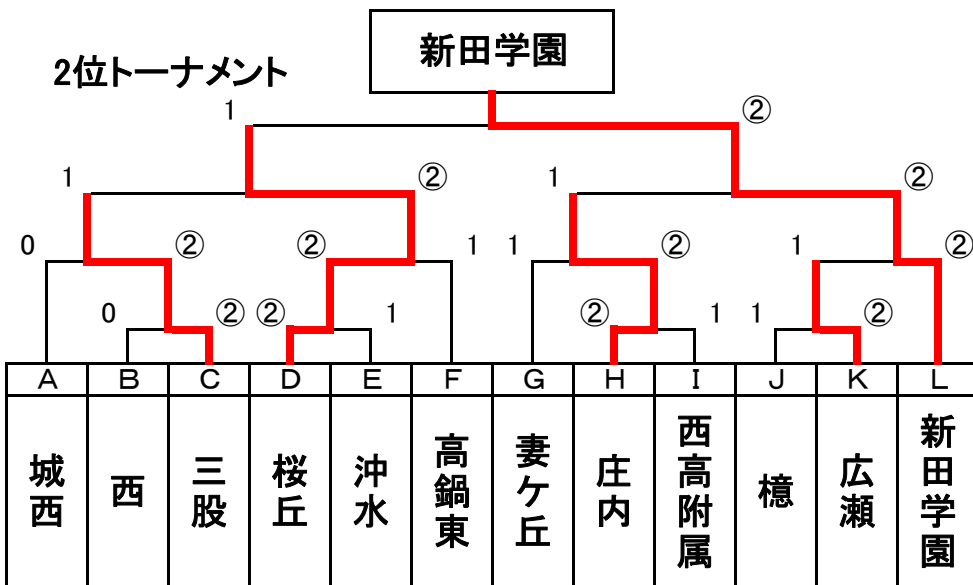 新田学園
2位トーナメント
1 ②
1 ② 1 ②
0 ② ② 1 1 ② 1 ②
0 ② ② 1 ② 1 1 ②
A B C D E F G H I J K L
城西
西
三股
桜丘
沖水
高鍋東
妻ケ丘
庄内
西高附属
檍
広瀬
新田学園